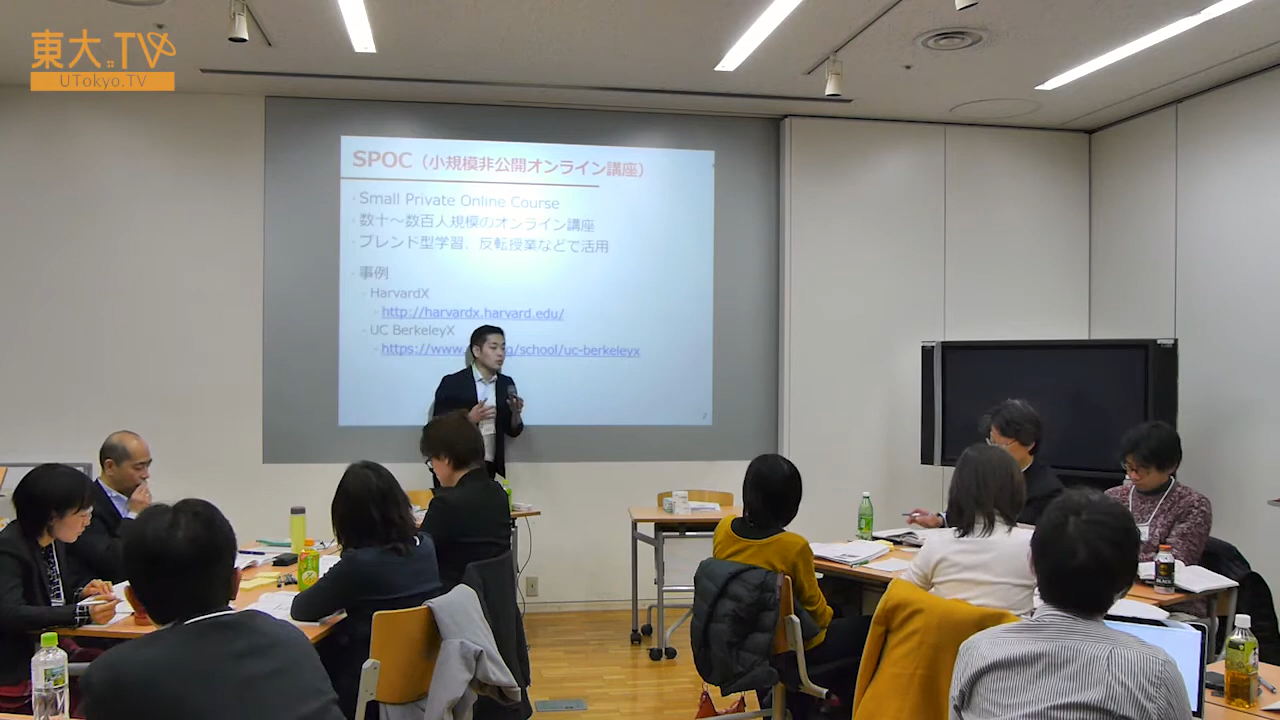 東大.TV
UTokyo.TV
SPOC（小規模非公開オンライン講座）
Small Private Online Course
数十～数百人規模のオンライン講座
ブレンド型学習、反転授業などで活用
事例
HarvardX
http://harvardx.harvard.edu/
UC BerkeleyX
https://www. g/school/uc-berkeleyx
7